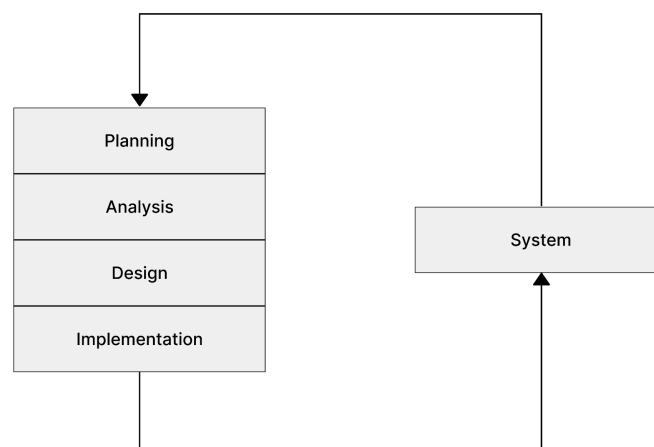 Planning
Analysis
System
Design
Implementation